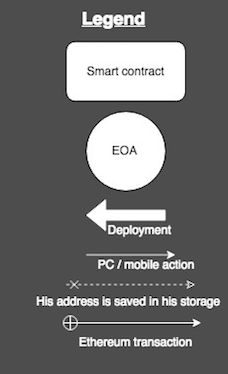 Legend
Smart contract
EOA
Deployment
PC / mobile action
His address is saved in his storage
Ethereum transaction